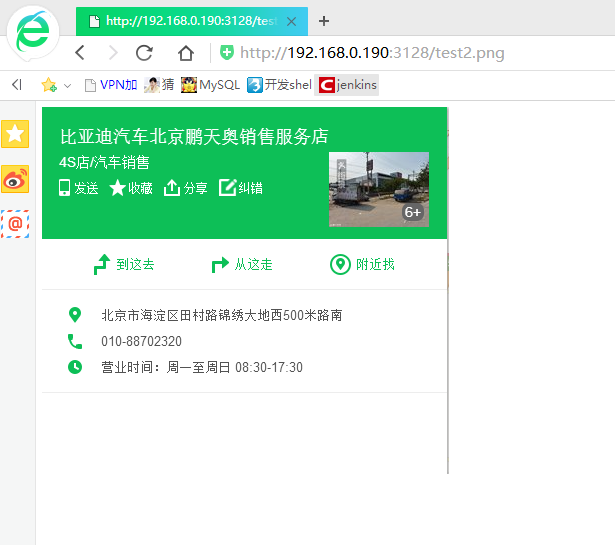 http://192.168.0.190:3128/test
http://192.168.0.190:3128/test2.png
VPN加 猜 MySQL 开发shel jenkins
比亚迪汽车北京鹏天奥销售服务店
4S店/汽车销售
发送 收藏 分享 纠错
6+
到这去 从这走 附近找
北京市海淀区田村路锦绣大地西500米路南
010-88702320
营业时间：周一至周日 08:30-17:30